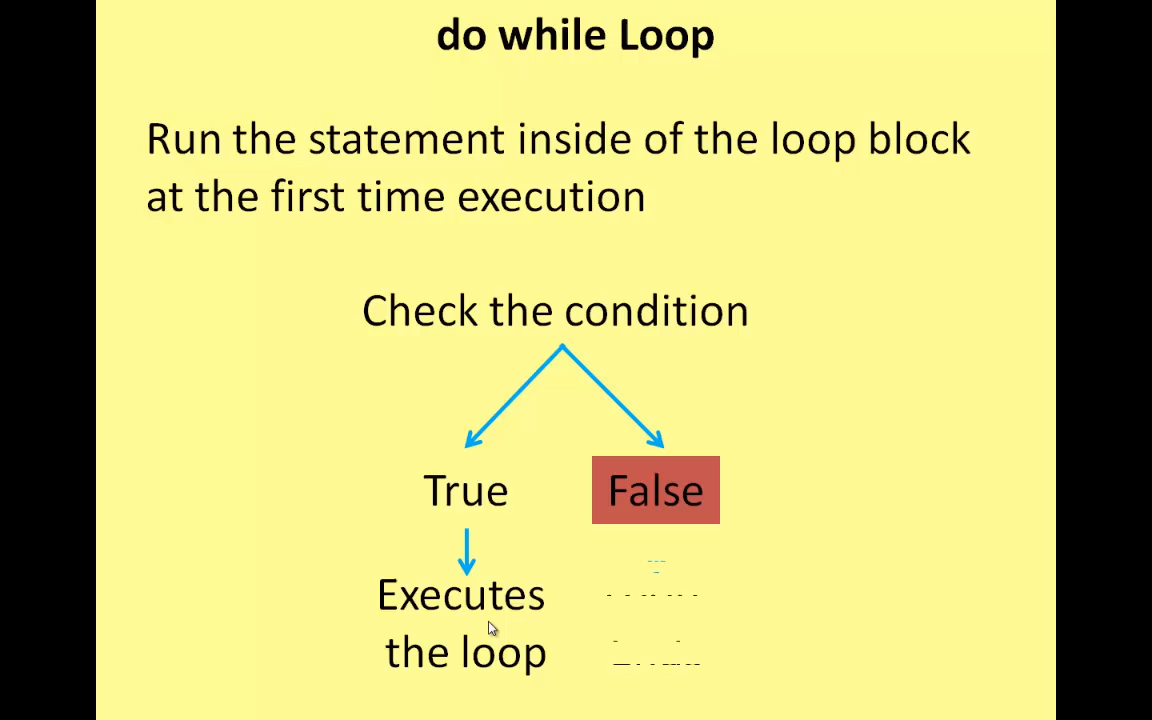 do while Loop
Run the statement inside of the loop block
at the first time execution
Check the condition
True False
Executes
the loop